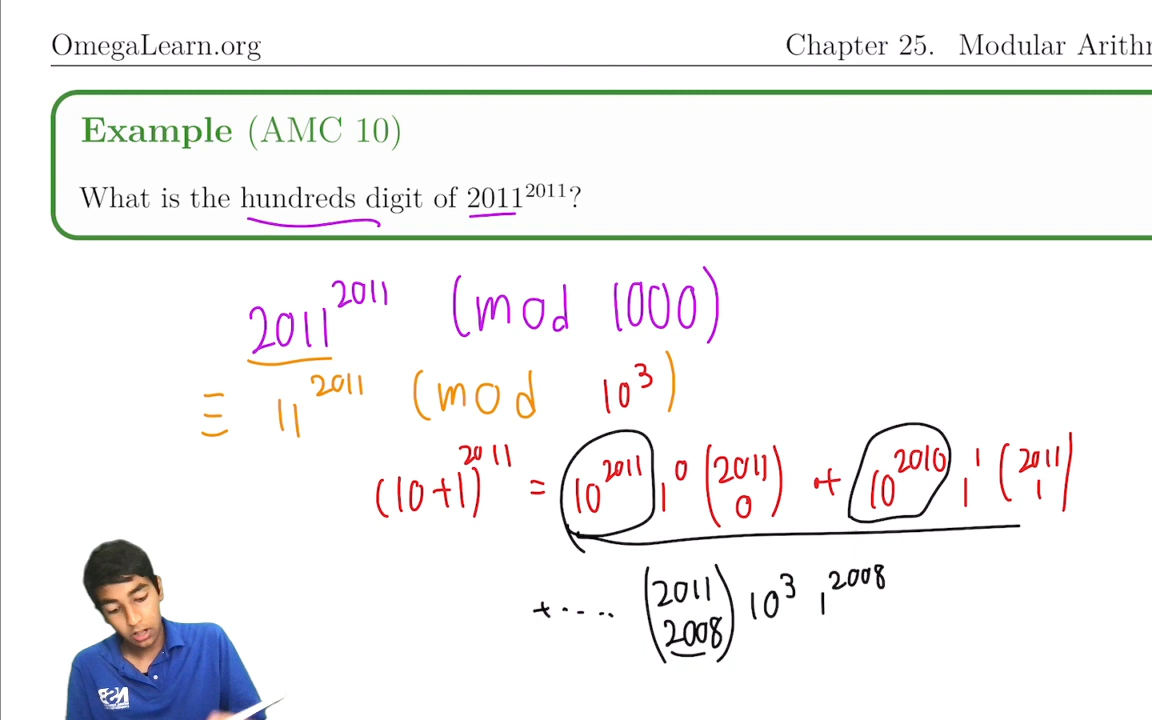 OmegaLearn.org Chapter 25. Modular Arith
Example (AMC 10)
What is the hundreds digit of 2011^2011?
2011^2011 (mod 1000)
≡ 11^2011 (mod 10^3)
(10+1)^2011 = 10^2011 1^0 (2011 0) + 10^2010 1^1 (2011 1)
+ .... (2011 2008) 10^3 1^2008